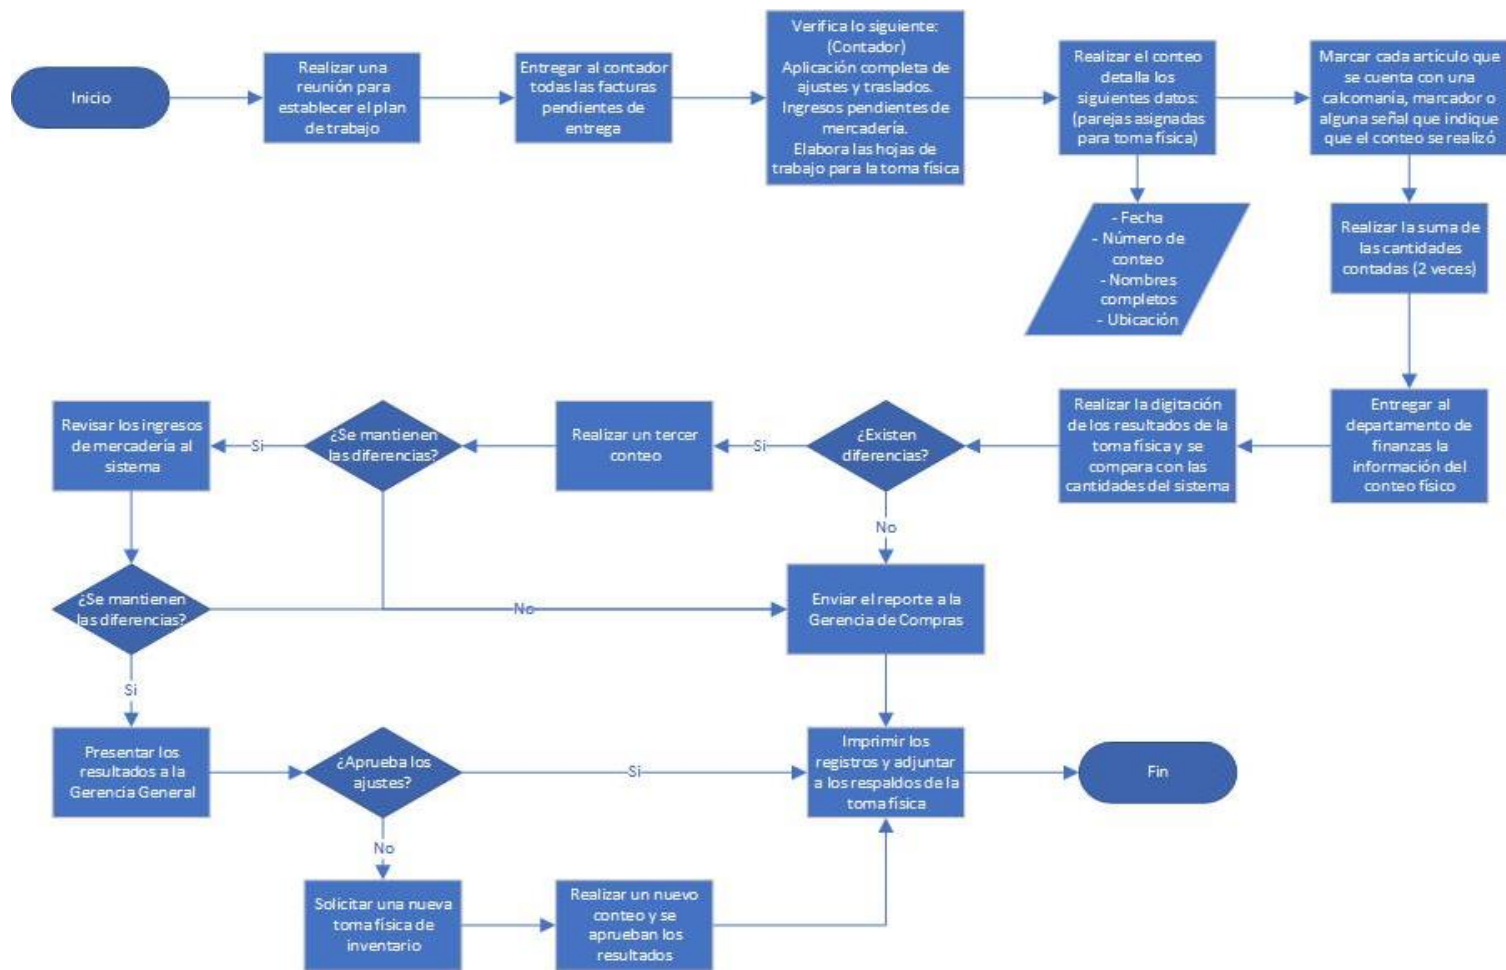 Inicio
Realizar una
reunión para
establecer el plan
de trabajo
Entregar al contador
todas las facturas
pendientes de
entrega
Verifica lo siguiente:
(Contador)
Aplicación completa de
ajustes y traslados.
Ingresos pendientes de
mercadería.
Elabora las hojas de
trabajo para la toma física
Realizar el conteo
detalla los
siguientes datos:
(parejas asignadas
para toma física)
Marcar cada artículo que
se cuenta con una
calcomanía, marcador o
alguna señal que indique
que el conteo se realizó
- Fecha
- Número de
conteo
- Nombres
completos
- Ubicación
Realizar la suma de
las cantidades
contadas (2 veces)
Revisar los ingresos
de mercadería al
sistema
Si
¿Se mantienen
las diferencias?
Realizar un tercer
conteo
Si
¿Existen
diferencias?
Realizar la digitación
de los resultados de la
toma física y se
compara con las
cantidades del sistema
Entregar al
departamento de
finanzas la
información del
conteo físico
No
¿Se mantienen
las diferencias?
No
Enviar el reporte a la
Gerencia de Compras
Si
Presentar los
resultados a la
Gerencia General
¿Aprueba los
ajustes?
Si
Imprimir los
registros y adjuntar
a los respaldos de la
toma física
Fin
No
Solicitar una nueva
toma física de
inventario
Realizar un nuevo
conteo y se
aprueban los
resultados